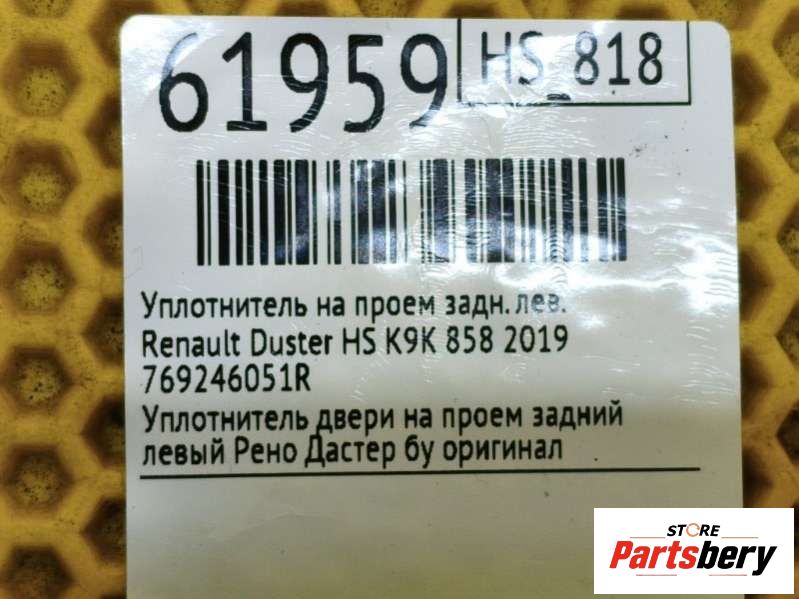 61959
HS_818
Уплотнитель на проем задн. лев.
Renault Duster HS K9K 858 2019
769246051R
Уплотнитель двери на проем задний
левый Рено Дастер бу оригинал
STORE
Partsbery